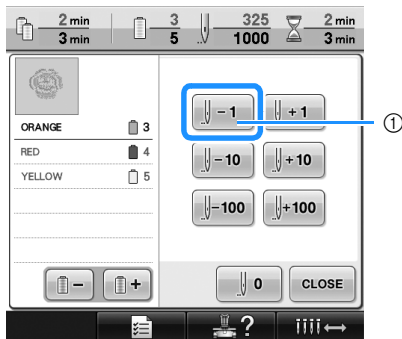 2 min
3 min
3
5
325
1000
2 min
3 min
ORANGE 3
RED 4
YELLOW 5
-1 +1
-10 +10
-100 +100
- +
0 CLOSE
?
①